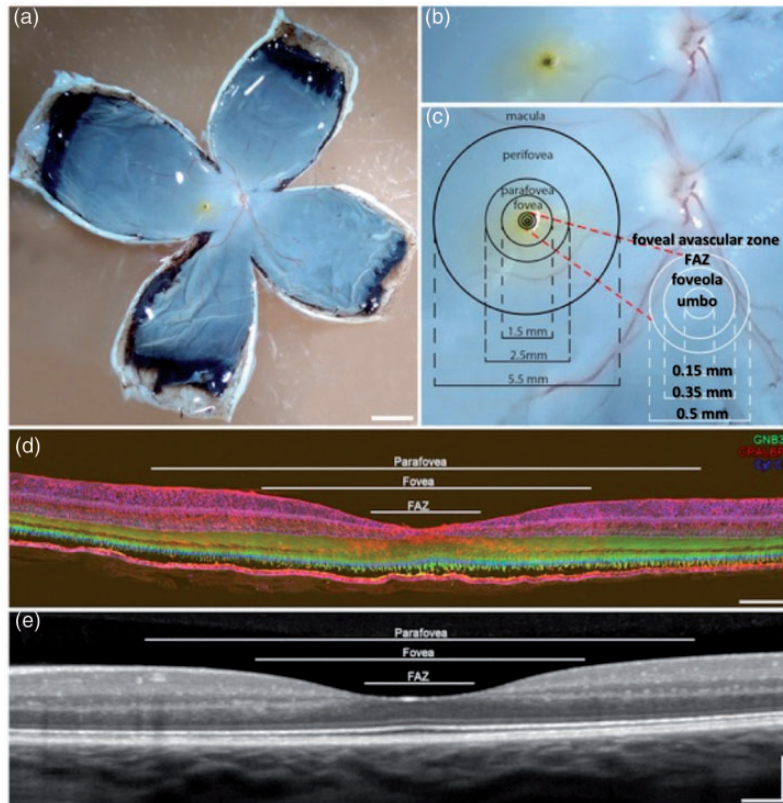 (a)
(b)
(c)
macula
perifovea
parafovea
fovea
foveal avascular zone
FAZ
foveola
umbo
1.5 mm
2.5mm
5.5 mm
0.15 mm
0.35 mm
0.5 mm
(d)
GNB3
Parafovea
Fovea
FAZ
(e)
Parafovea
Fovea
FAZ